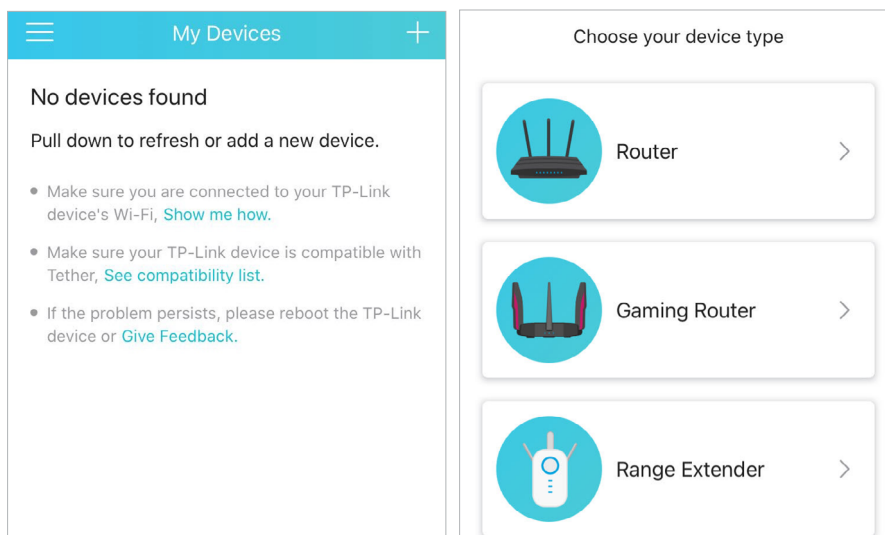 My Devices
No devices found
Pull down to refresh or add a new device.
Make sure you are connected to your TP-Link
device's Wi-Fi, Show me how.
Make sure your TP-Link device is compatible with
Tether, See compatibility list.
If the problem persists, please reboot the TP-Link
device or Give Feedback.
Choose your device type
Router
Gaming Router
Range Extender